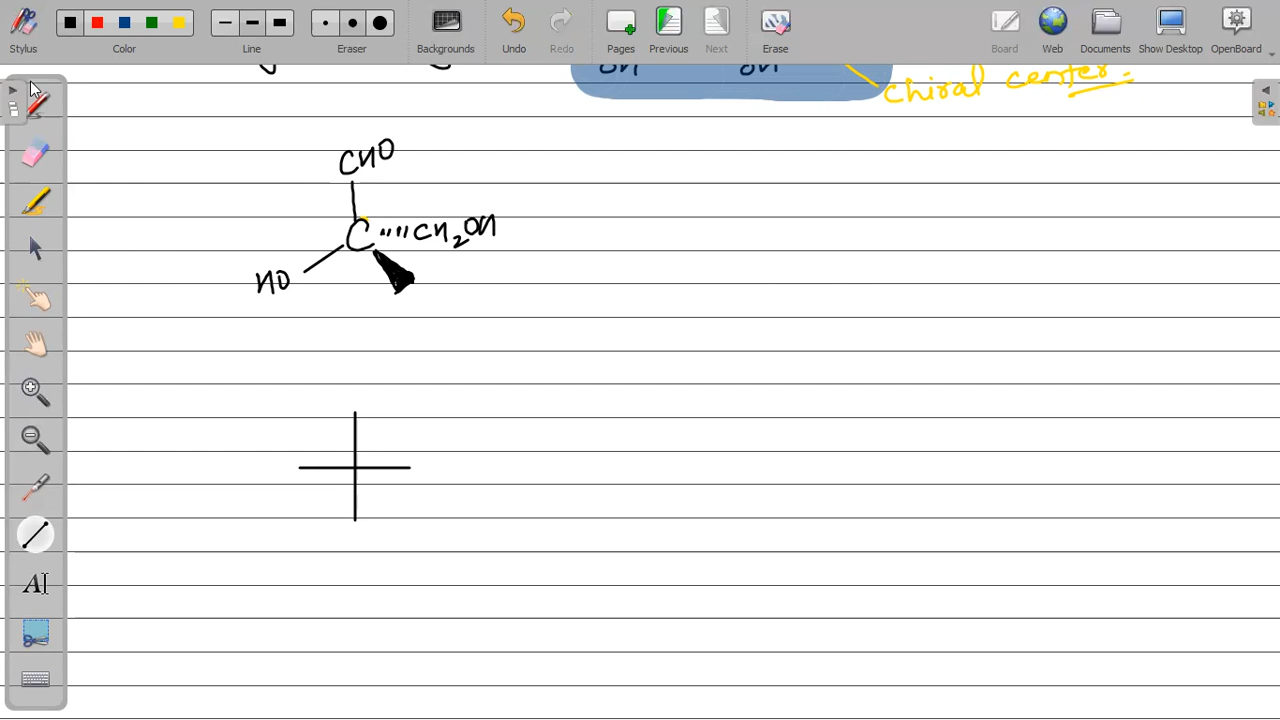 Stylus
Color
Line
Eraser
Backgrounds
Undo
Redo
Pages
Previous
Next
Erase
Board
Web
Documents
Show Desktop
OpenBoard
chiral center :
CHO
C CH₂OH
HO